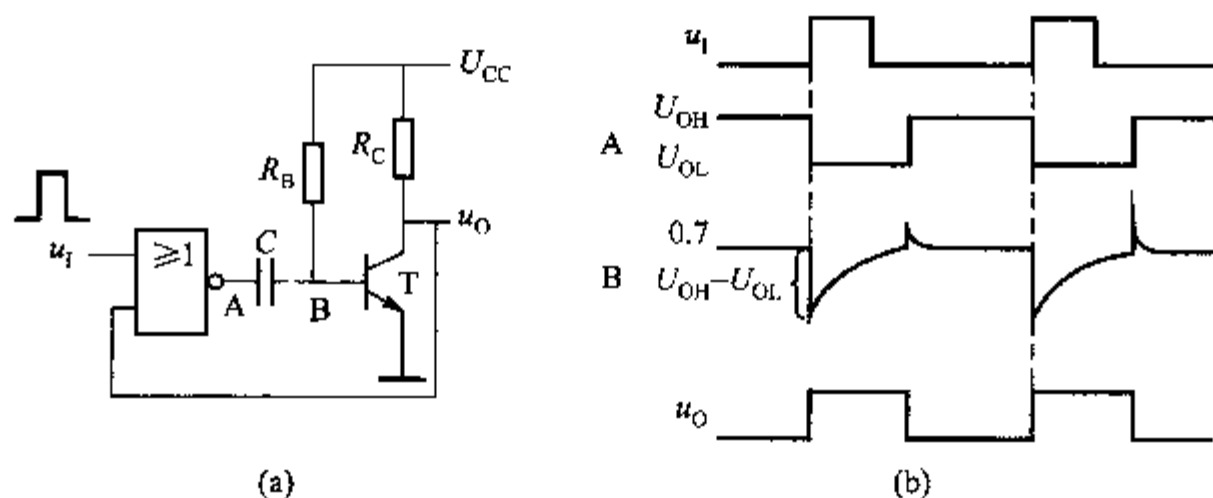 U_CC
R_B
R_C
u_I
≥1
C
A
B
T
u_O
(a)
u_I
A
U_OH
U_OL
B
0.7
U_OH−U_OL
u_O
(b)